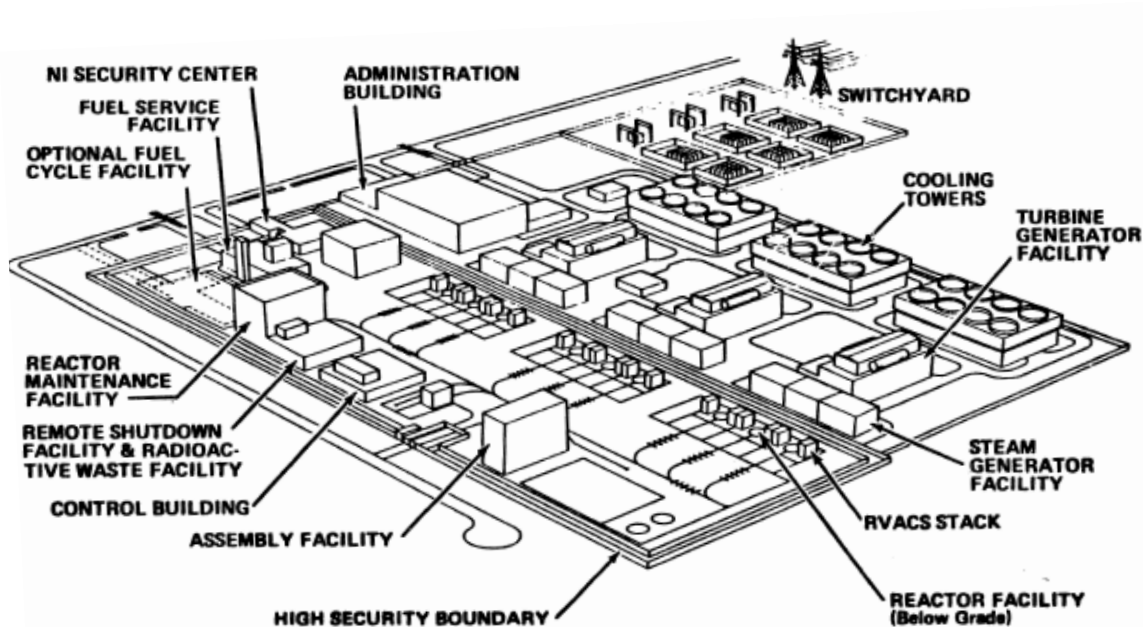 NI SECURITY CENTER
FUEL SERVICE
FACILITY
OPTIONAL FUEL
CYCLE FACILITY
ADMINISTRATION
BUILDING
SWITCHYARD
COOLING
TOWERS
TURBINE
GENERATOR
FACILITY
REACTOR
MAINTENANCE
FACILITY
REMOTE SHUTDOWN
FACILITY & RADIOAC-
TIVE WASTE FACILITY
CONTROL BUILDING
ASSEMBLY FACILITY
HIGH SECURITY BOUNDARY
STEAM
GENERATOR
FACILITY
RVACS STACK
REACTOR FACILITY
(Below Grade)